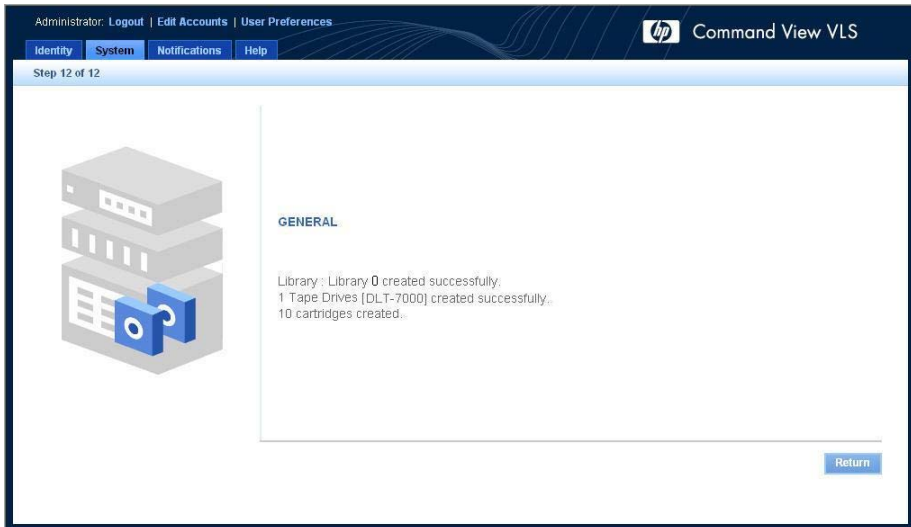 Administrator: Logout | Edit Accounts | User Preferences
hp Command View VLS
Identity System Notifications Help
Step 12 of 12
GENERAL
Library : Library 0 created successfully.
1 Tape Drives [DLT-7000] created successfully.
10 cartridges created.
Return